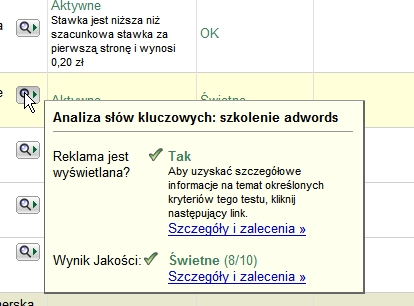 Aktywne
Stawka jest niższa niż
szacunkowa stawka za
pierwszą stronę i wynosi
0,20 zł
OK
Aktywne Świetne
Analiza słów kluczowych: szkolenie adwords
Reklama jest
wyświetlana?
Tak
Aby uzyskać szczegółowe
informacje na temat określonych
kryteriów tego testu, kliknij
następujący link.
Szczegóły i zalecenia »
Wynik Jakości: Świetne (8/10)
Szczegóły i zalecenia »